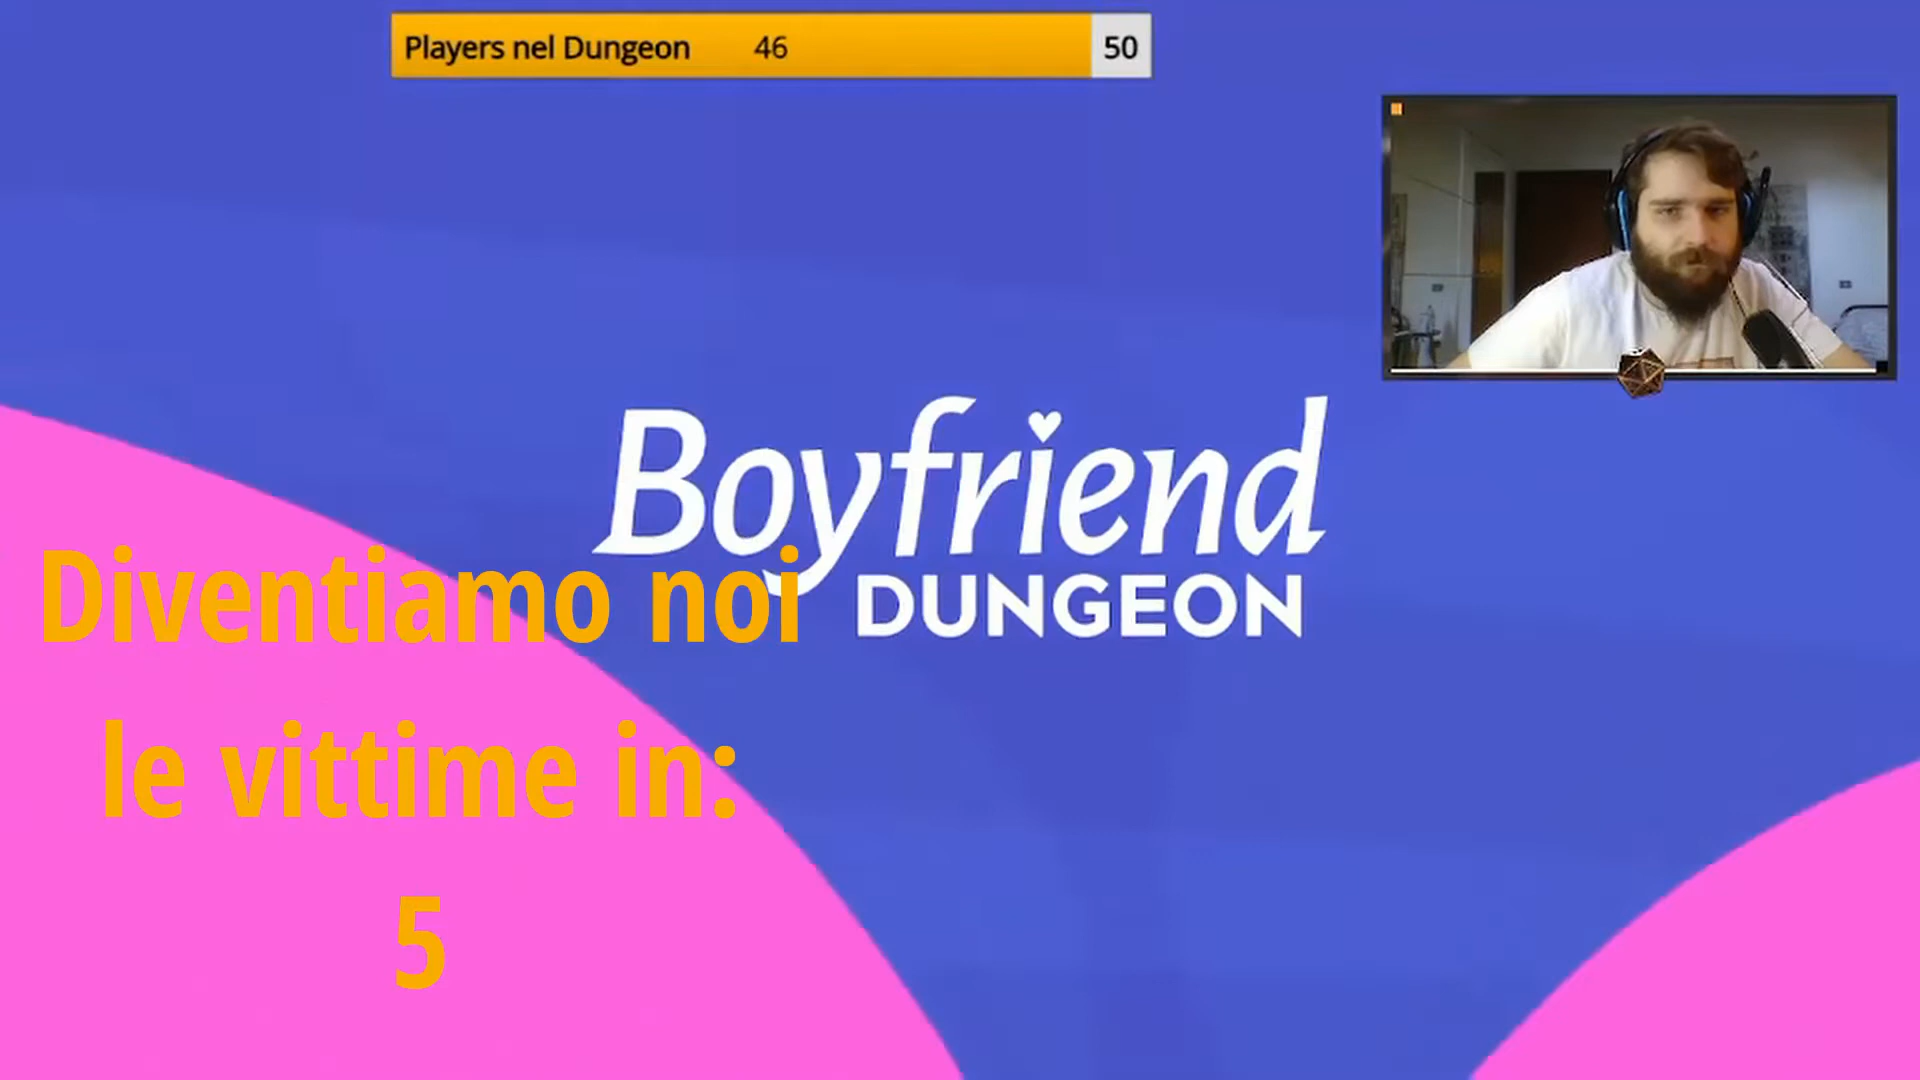 Players nel Dungeon 46 50
Boyfriend
DUNGEON
Diventiamo noi
le vittime in:
5